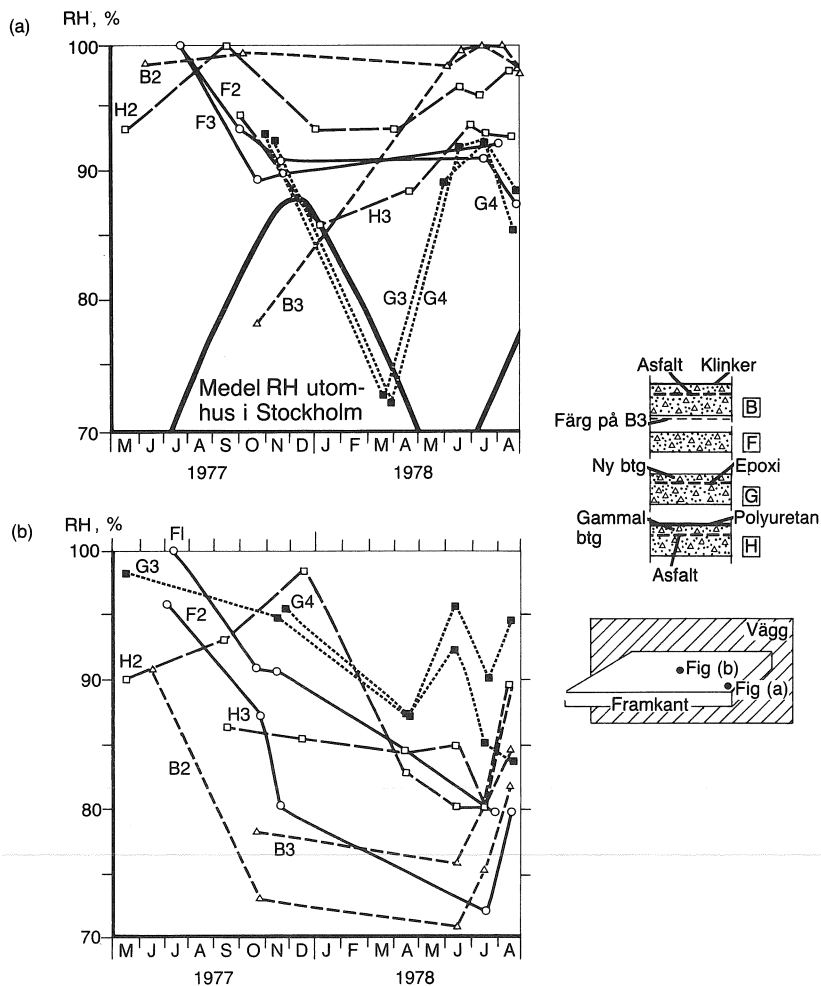 (a)
RH, %
100
90
80
70
B2
H2
F2
F3
H3
G4
G3 G4
B3
Medel RH utom-
hus i Stockholm
M J J A S O N D J F M A M J J A
1977 1978
Asfalt Klinker
B
Färg på B3
F
Ny btg Epoxi
G
Gammal Polyuretan
btg
H
Asfalt
(b)
RH, %
100
90
80
70
FI
G3
F2
G4
H2
H3
B2
B3
M J J A S O N D J F M A M J J A
1977 1978
Vägg
Fig (b)
Fig (a)
Framkant